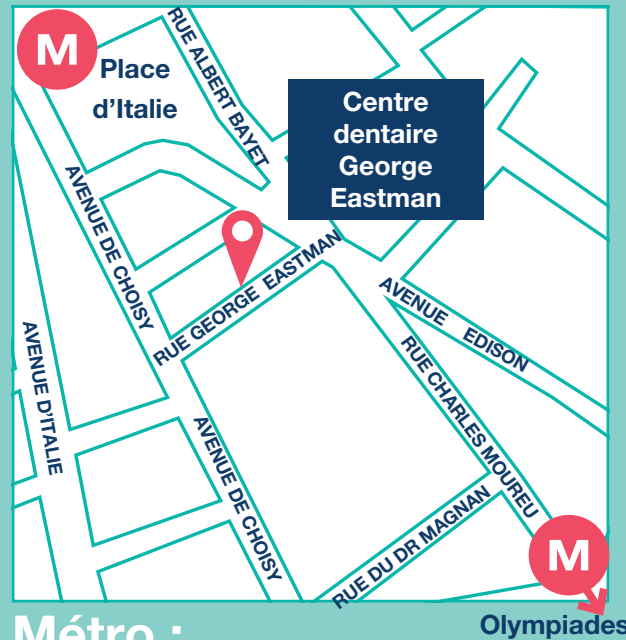 M
Place
d'Italie
RUE ALBERT BAYET
Centre
dentaire
George
Eastman
AVENUE DE CHOISY
RUE GEORGE EASTMAN
AVENUE EDISON
AVENUE D'ITALIE
RUE CHARLES MOUREU
AVENUE DE CHOISY
RUE DU DR MAGNAN
M
Olympiades
Métro :